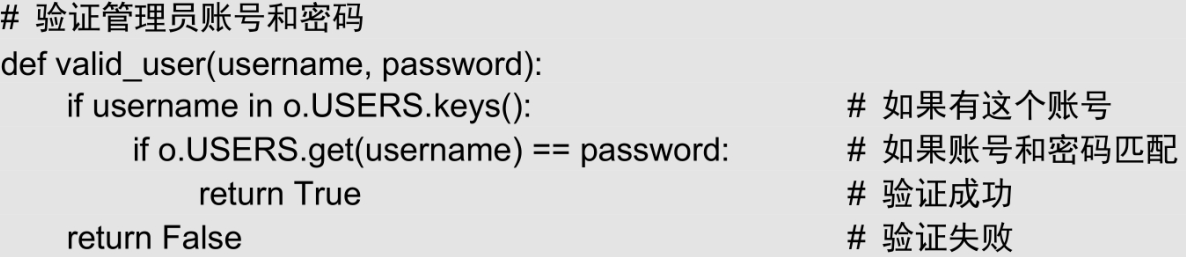 # 验证管理员账号和密码
def valid_user(username, password):
    if username in o.USERS.keys():                    # 如果有这个账号
        if o.USERS.get(username) == password:         # 如果账号和密码匹配
            return True                               # 验证成功
    return False                                      # 验证失败